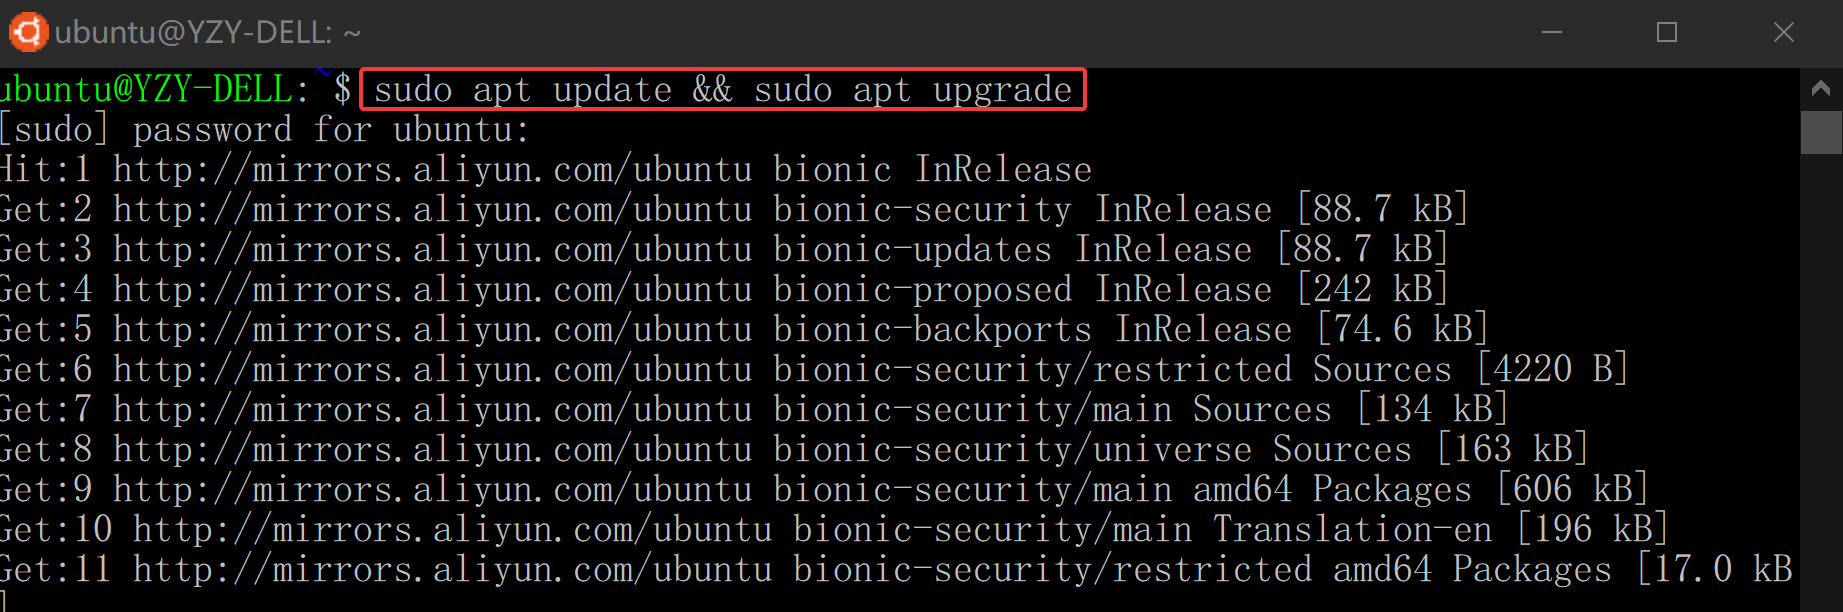 ubuntu@YZY-DELL: ~
ubuntu@YZY-DELL:~$ sudo apt update && sudo apt upgrade
[sudo] password for ubuntu:
Hit:1 http://mirrors.aliyun.com/ubuntu bionic InRelease
Get:2 http://mirrors.aliyun.com/ubuntu bionic-security InRelease [88.7 kB]
Get:3 http://mirrors.aliyun.com/ubuntu bionic-updates InRelease [88.7 kB]
Get:4 http://mirrors.aliyun.com/ubuntu bionic-proposed InRelease [242 kB]
Get:5 http://mirrors.aliyun.com/ubuntu bionic-backports InRelease [74.6 kB]
Get:6 http://mirrors.aliyun.com/ubuntu bionic-security/restricted Sources [4220 B]
Get:7 http://mirrors.aliyun.com/ubuntu bionic-security/main Sources [134 kB]
Get:8 http://mirrors.aliyun.com/ubuntu bionic-security/universe Sources [163 kB]
Get:9 http://mirrors.aliyun.com/ubuntu bionic-security/main amd64 Packages [606 kB]
Get:10 http://mirrors.aliyun.com/ubuntu bionic-security/main Translation-en [196 kB]
Get:11 http://mirrors.aliyun.com/ubuntu bionic-security/restricted amd64 Packages [17.0 kB
]